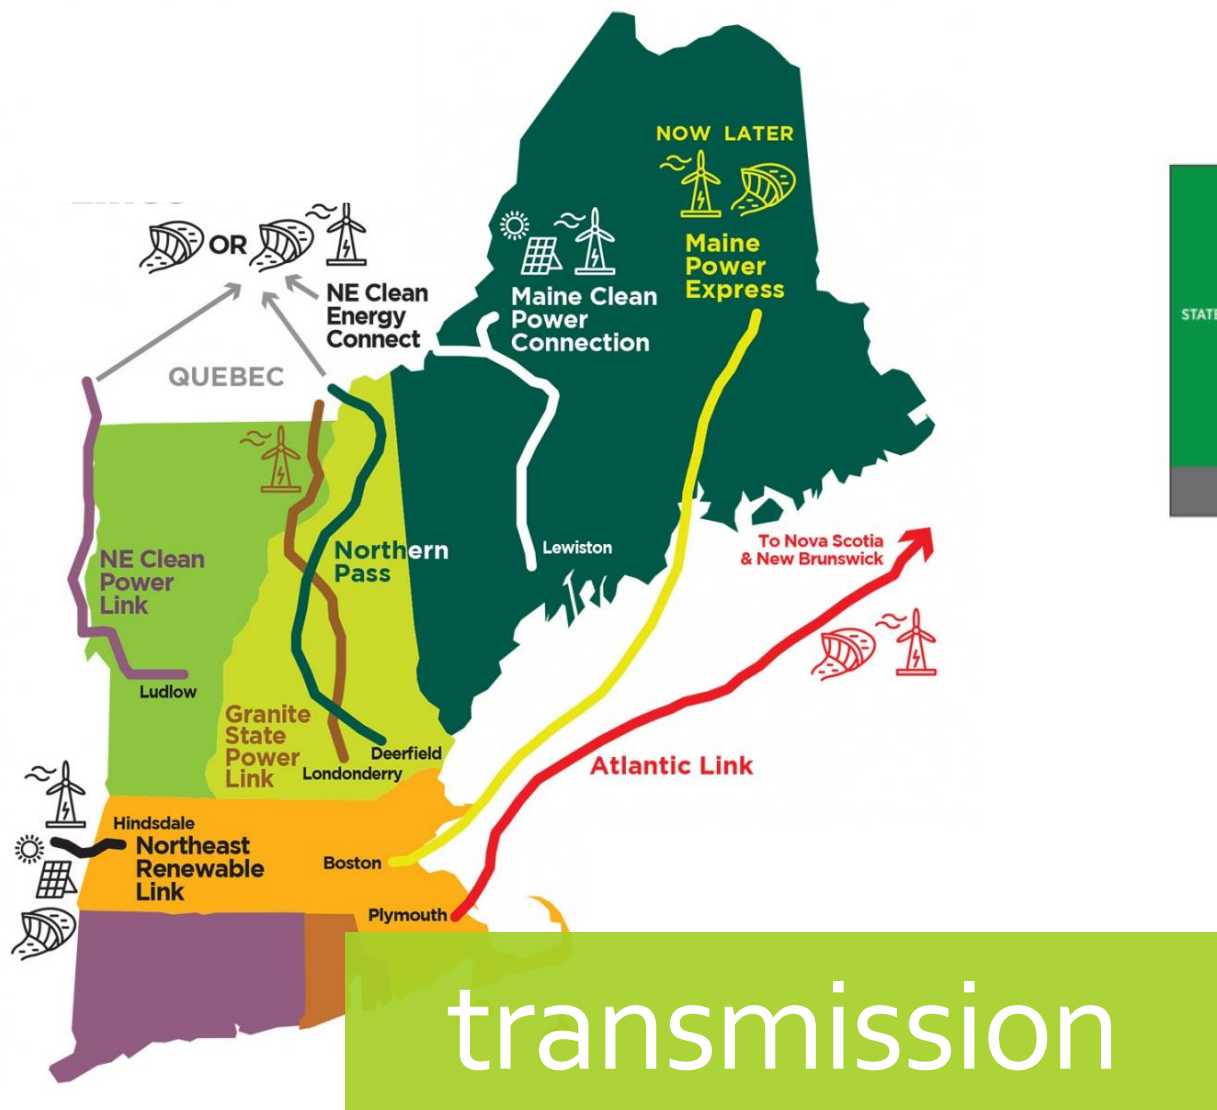 NOW LATER
Maine
Power
Express
OR
NE Clean
Energy
Connect
Maine Clean
Power
Connection
QUEBEC
NE Clean
Power
Link
Northern
Pass
Lewiston
To Nova Scotia
& New Brunswick
Ludlow
Granite
State
Power
Link
Deerfield
Londonderry
Atlantic Link
Hindsdale
Northeast
Renewable
Link
Boston
Plymouth
transmission